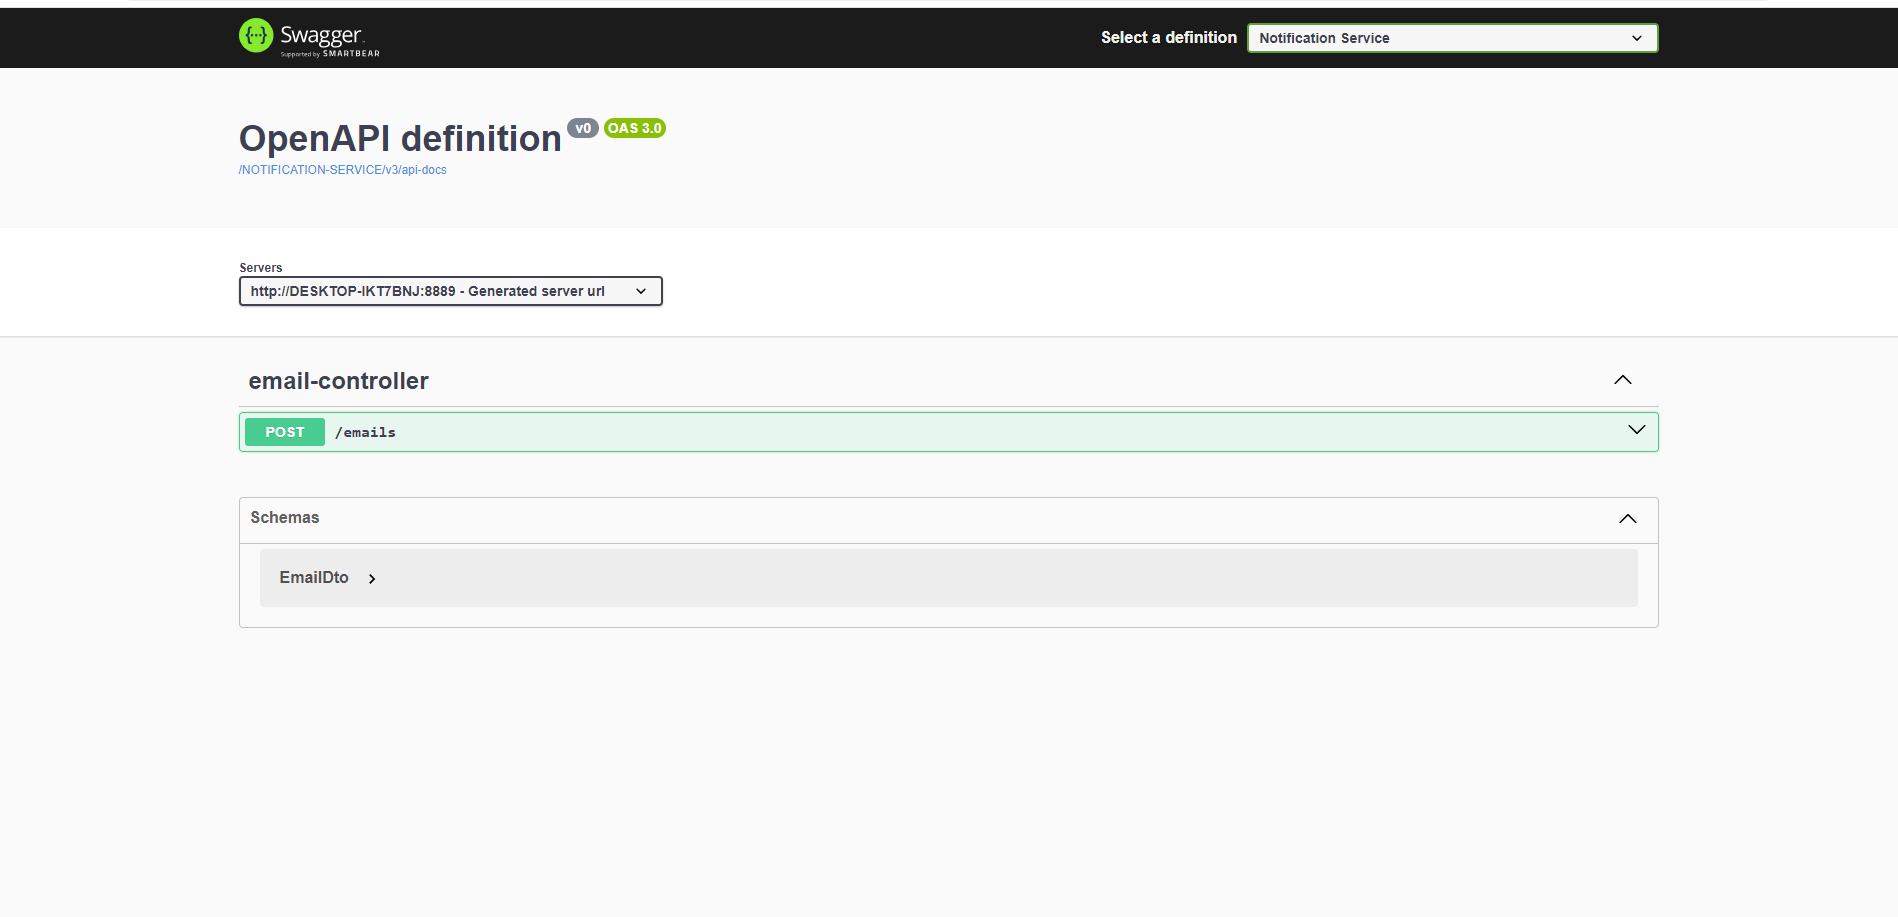 Swagger
Supported by SMARTBEAR
Select a definition
Notification Service
OpenAPI definition
v0
OAS 3.0
/NOTIFICATION-SERVICE/v3/api-docs
Servers
http://DESKTOP-IKT7BNJ:8889 - Generated server url
email-controller
POST
/emails
Schemas
EmailDto